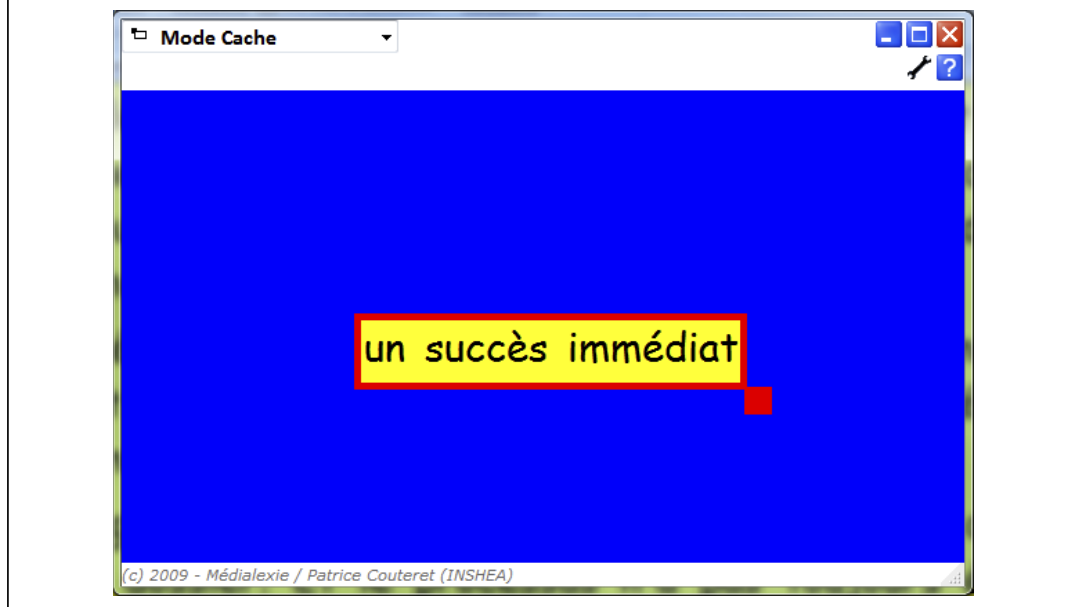 Mode Cache
?
un succès immédiat
(c) 2009 - Médialexie / Patrice Couteret (INSHEA)